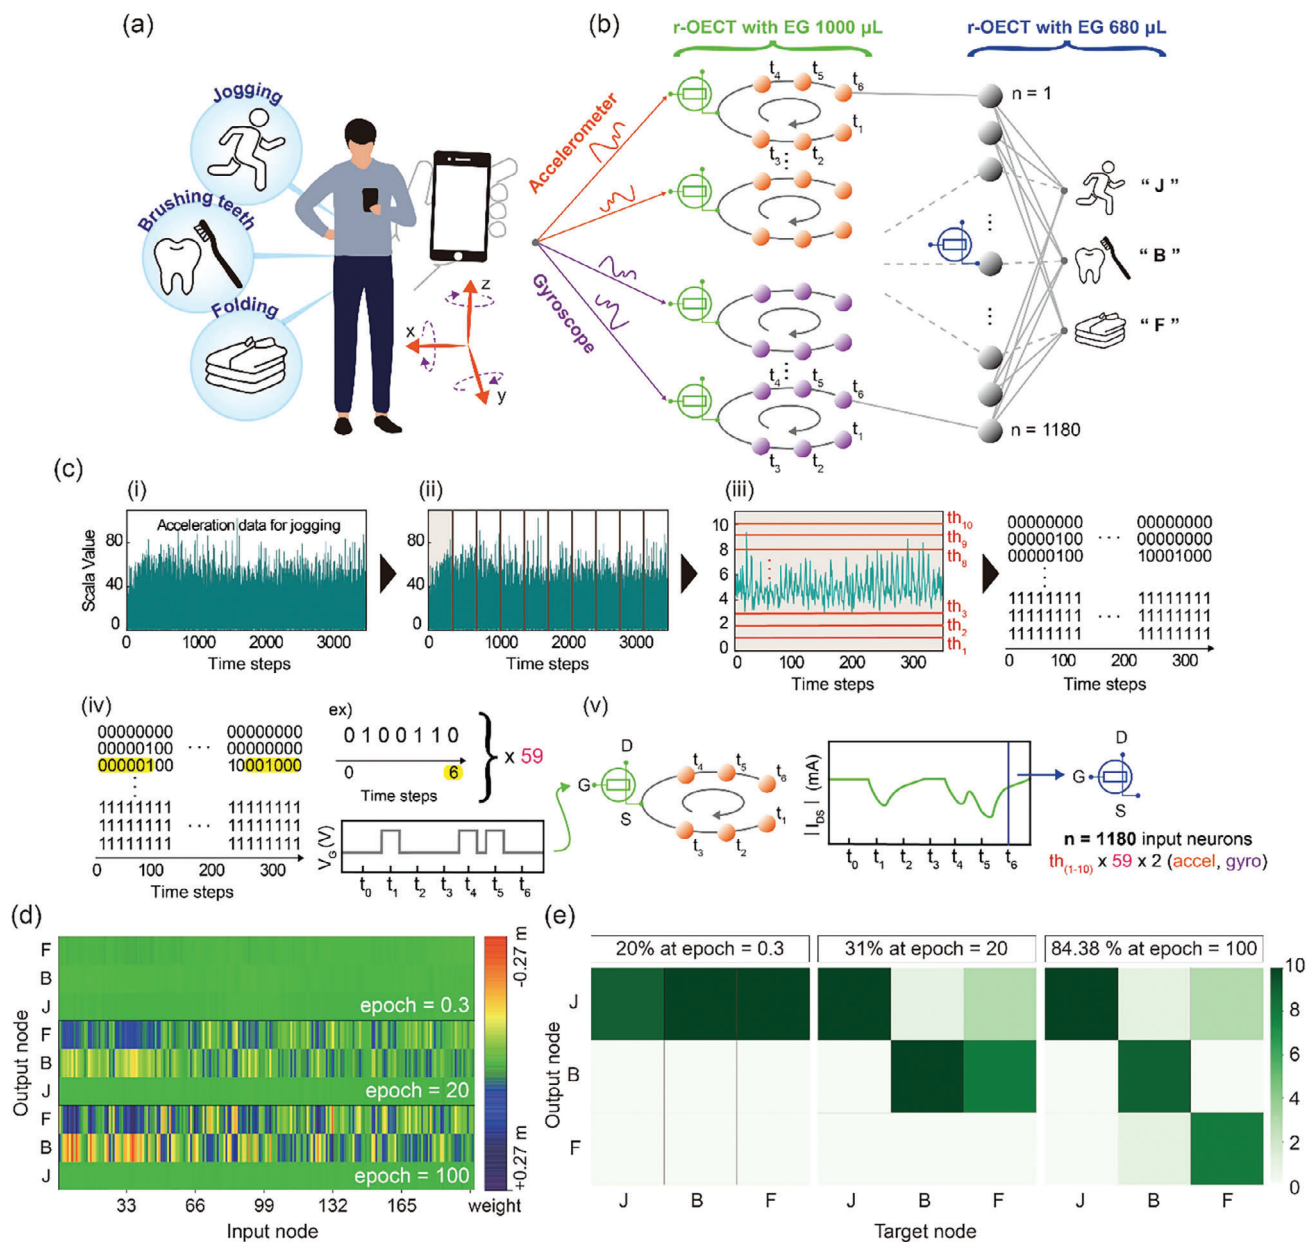 (a)
Jogging
Brushing teeth
Folding
x
z
y
(b)
r-OECT with EG 1000 µL
r-OECT with EG 680 µL
Accelerometer
Gyroscope
t4 t5 t6
t1
t3 t2
t4 t5 t6
t1
t3 t2
n = 1
n = 1180
“ J ”
“ B ”
“ F ”
(c)
(i)
Acceleration data for jogging
Scala Value
80
40
0
0 1000 2000 3000
Time steps
(ii)
80
40
0
0 1000 2000 3000
Time steps
(iii)
10
8
6
4
2
0
th10
th9
th8
th3
th2
th1
0 100 200 300
Time steps
00000000 ... 00000000
00000100 00000000
00000100 10001000
11111111 11111111
11111111 ... 11111111
11111111 11111111
0 100 200 300
Time steps
(iv)
00000000 00000000
00000100 ... 00000000
00000100 10001000
11111111 11111111
11111111 ... 11111111
11111111 11111111
0 100 200 300
Time steps
ex)
0 1 0 0 1 1 0
0 6
Time steps
x 59
VG(V)
t0 t1 t2 t3 t4 t5 t6
(v)
D
G
S
t4 t5 t6
t1
t3 t2
| IDS | (mA)
t0 t1 t2 t3 t4 t5 t6
D
G
S
n = 1180 input neurons
th(1-10) x 59 x 2 (accel, gyro)
(d)
Output node
F
B
J
epoch = 0.3
F
B
J
epoch = 20
F
B
J
epoch = 100
33 66 99 132 165
Input node
-0.27 m
+0.27 m
weight
(e)
20% at epoch = 0.3
31% at epoch = 20
84.38 % at epoch = 100
Output node
J
B
F
J B F
J B F
J B F
Target node
10
8
6
4
2
0